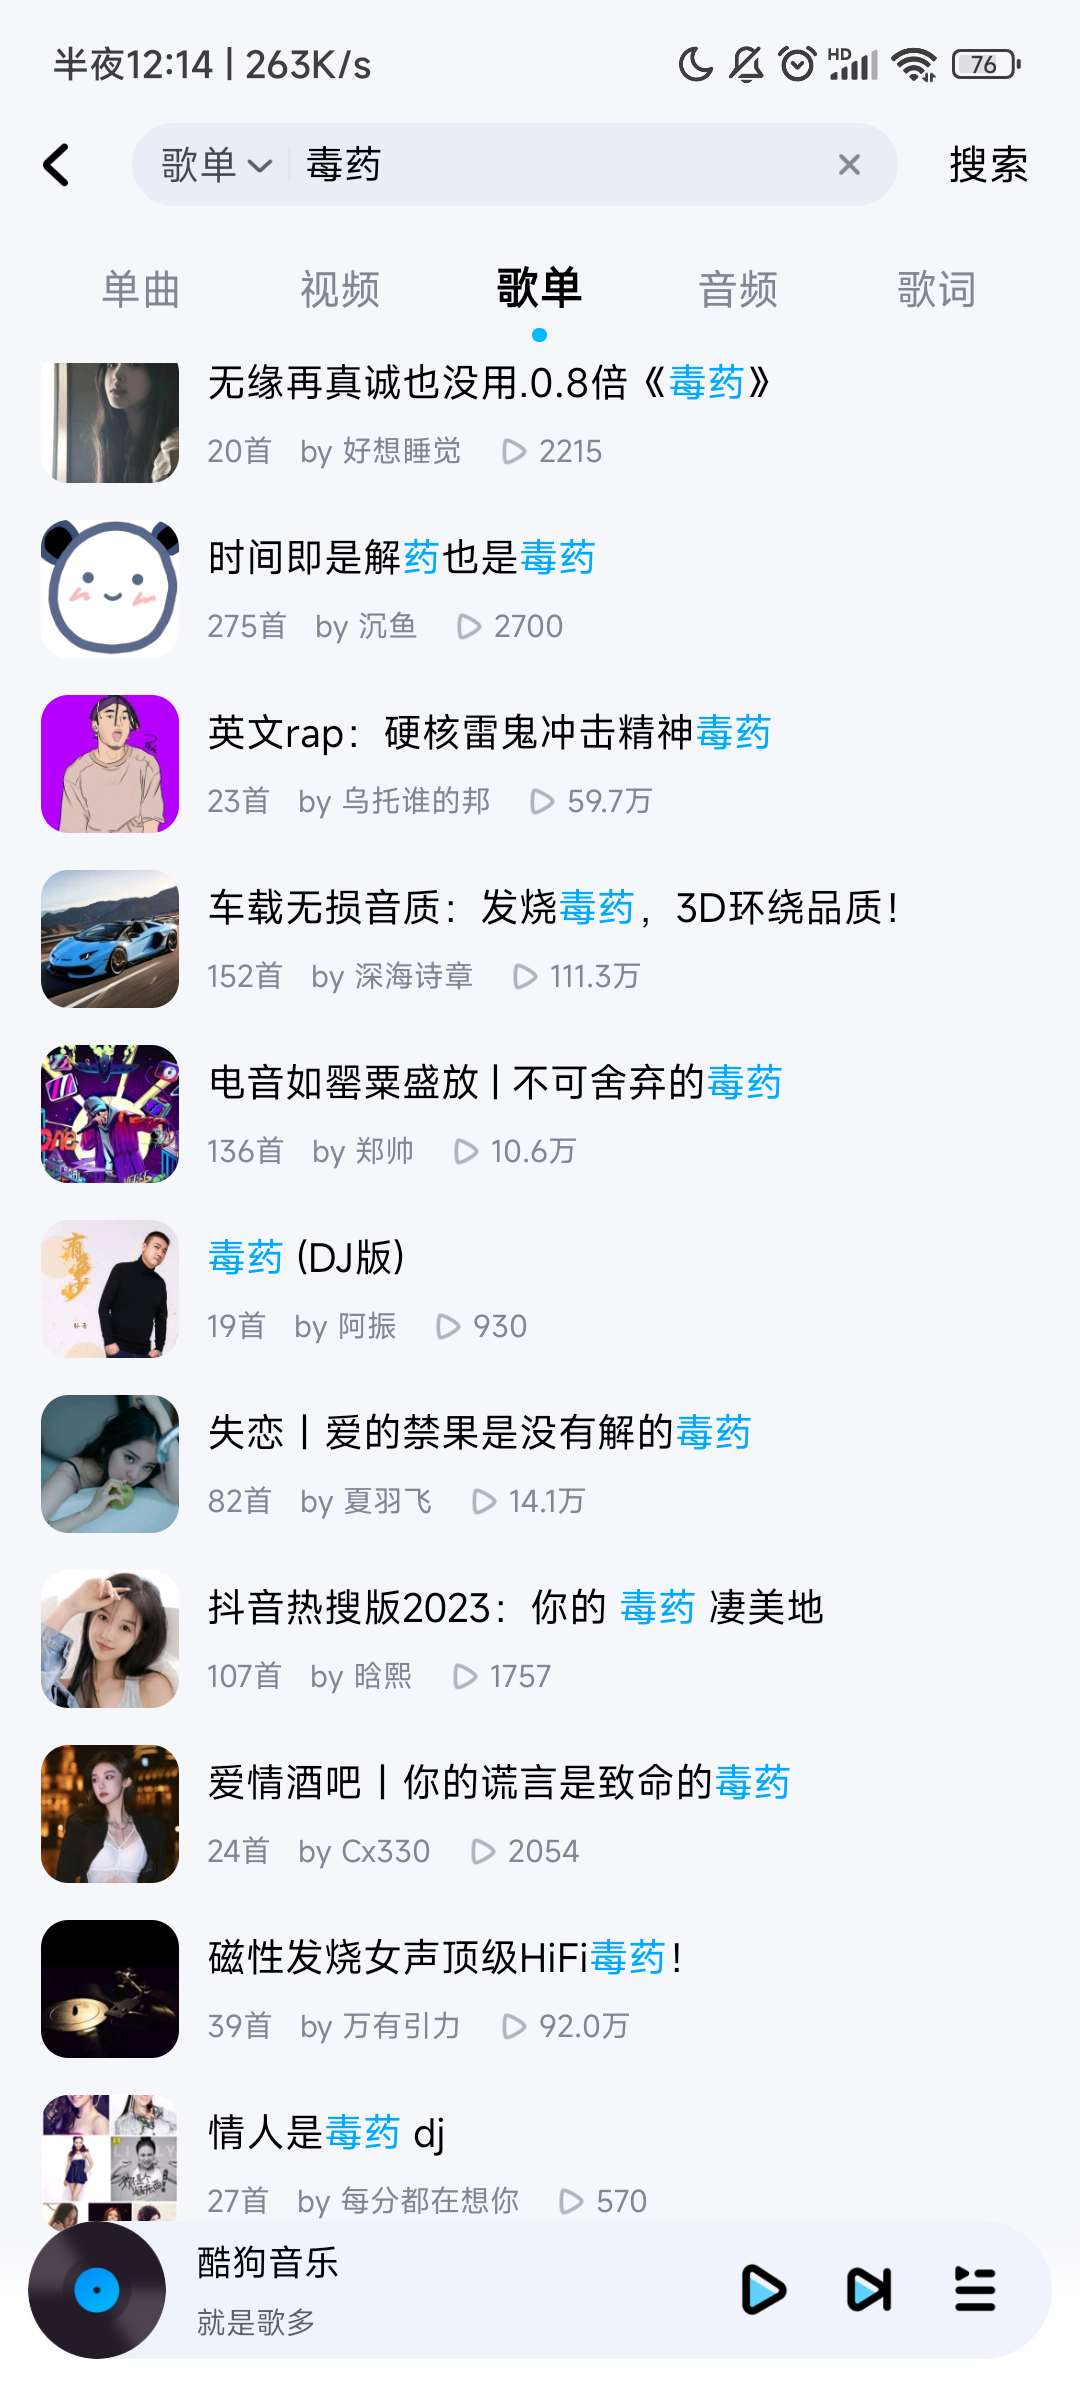 半夜12:14 | 263K/s
HD
76
歌单
毒药
搜索
单曲
视频
歌单
音频
歌词
无缘再真诚也没用.0.8倍《毒药》
20首 by 好想睡觉 2215
时间即是解药也是毒药
275首 by 沉鱼 2700
英文rap：硬核雷鬼冲击精神毒药
23首 by 乌托谁的邦 59.7万
车载无损音质：发烧毒药，3D环绕品质！
152首 by 深海诗章 111.3万
电音如罂粟盛放 | 不可舍弃的毒药
136首 by 郑帅 10.6万
毒药 (DJ版)
19首 by 阿振 930
失恋丨爱的禁果是没有解的毒药
82首 by 夏羽飞 14.1万
抖音热搜版2023：你的 毒药 凄美地
107首 by 晗熙 1757
爱情酒吧丨你的谎言是致命的毒药
24首 by Cx330 2054
磁性发烧女声顶级HiFi毒药！
39首 by 万有引力 92.0万
情人是毒药 dj
27首 by 每分都在想你 570
酷狗音乐
就是歌多